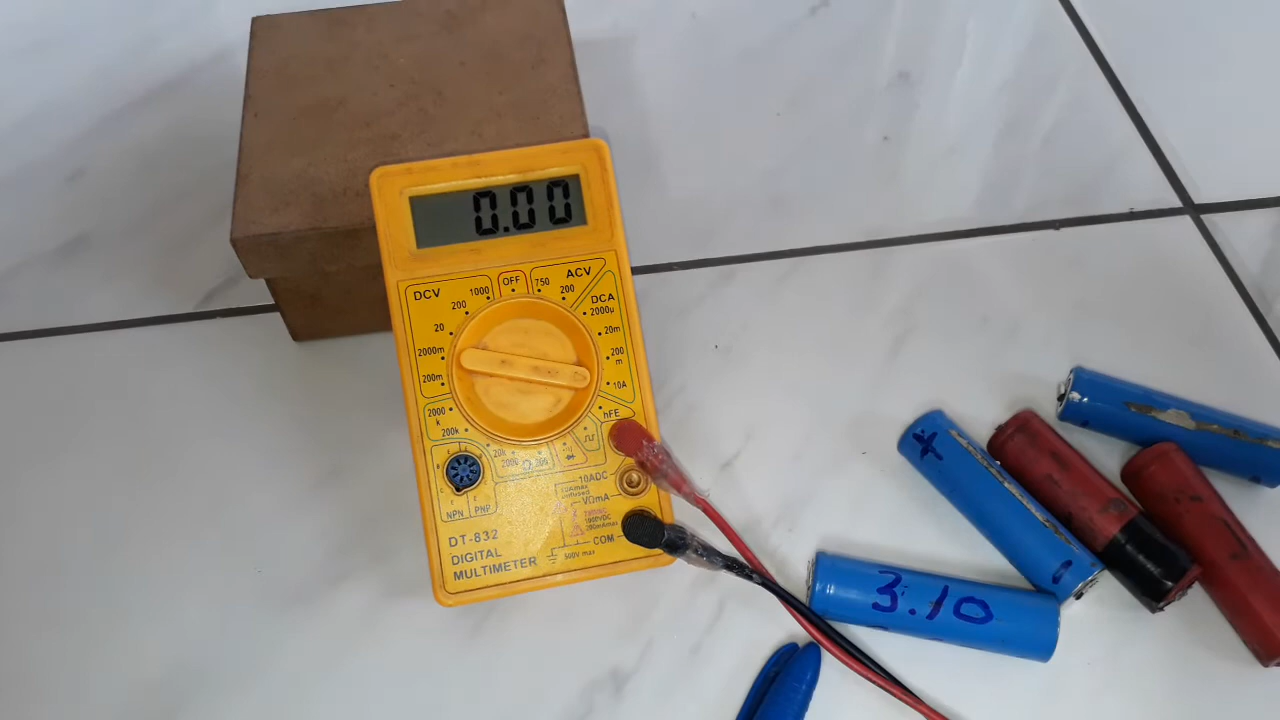 0.00
OFF
DCV
1000
200
20
2000m
200m
2000
k
200k
20k
2000
200
750
ACV
200
DCA
2000µ
20m
200
m
10A
hFE
10ADC
VΩmA
COM
500V max
NPN
PNP
DT-832
DIGITAL
MULTIMETER
3.10
+
-